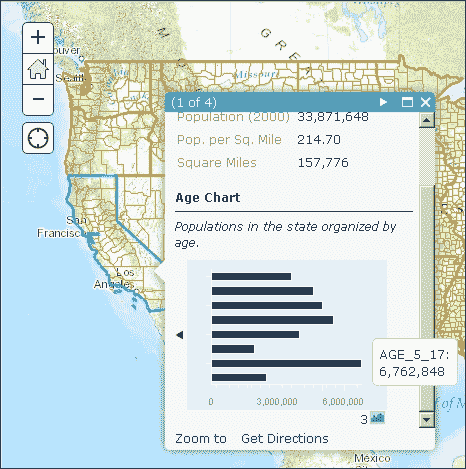 +
−
couver
Seattle
M
G R E
Missouri
San
Francisco
Los
Angeles
(1 of 4)
Population (2000) 33,871,648
Pop. per Sq. Mile 214.70
Square Miles 157,776
Age Chart
Populations in the state organized by
age.
0 3,000,000 6,000,000
AGE_5_17:
6,762,848
3
Zoom to Get Directions
of M
Mexico
City